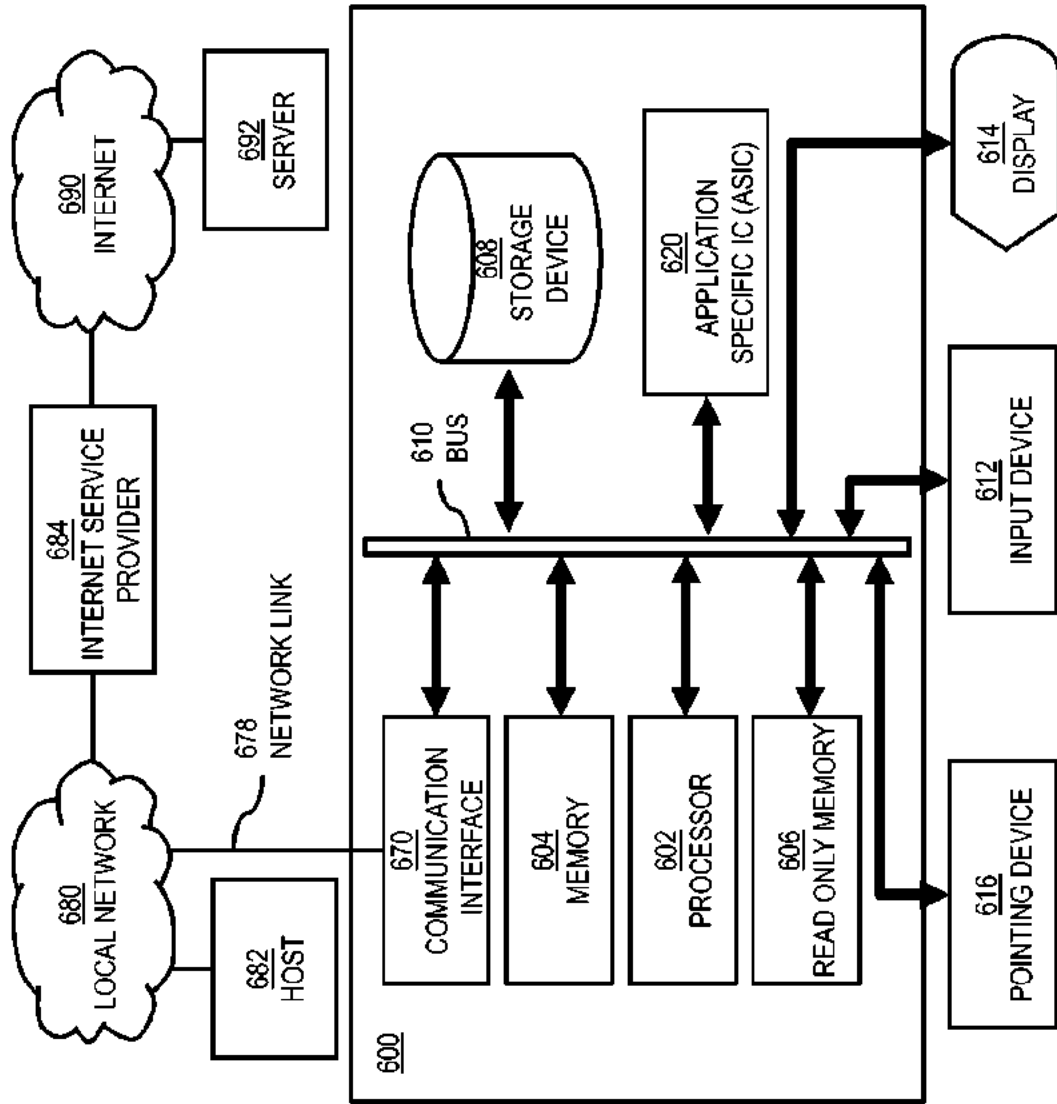 680
LOCAL NETWORK
684
INTERNET SERVICE
PROVIDER
690
INTERNET
682
HOST
678
NETWORK LINK
692
SERVER
600
670
COMMUNICATION
INTERFACE
604
MEMORY
602
PROCESSOR
606
READ ONLY MEMORY
610
BUS
608
STORAGE
DEVICE
620
APPLICATION
SPECIFIC IC (ASIC)
616
POINTING DEVICE
612
INPUT DEVICE
614
DISPLAY